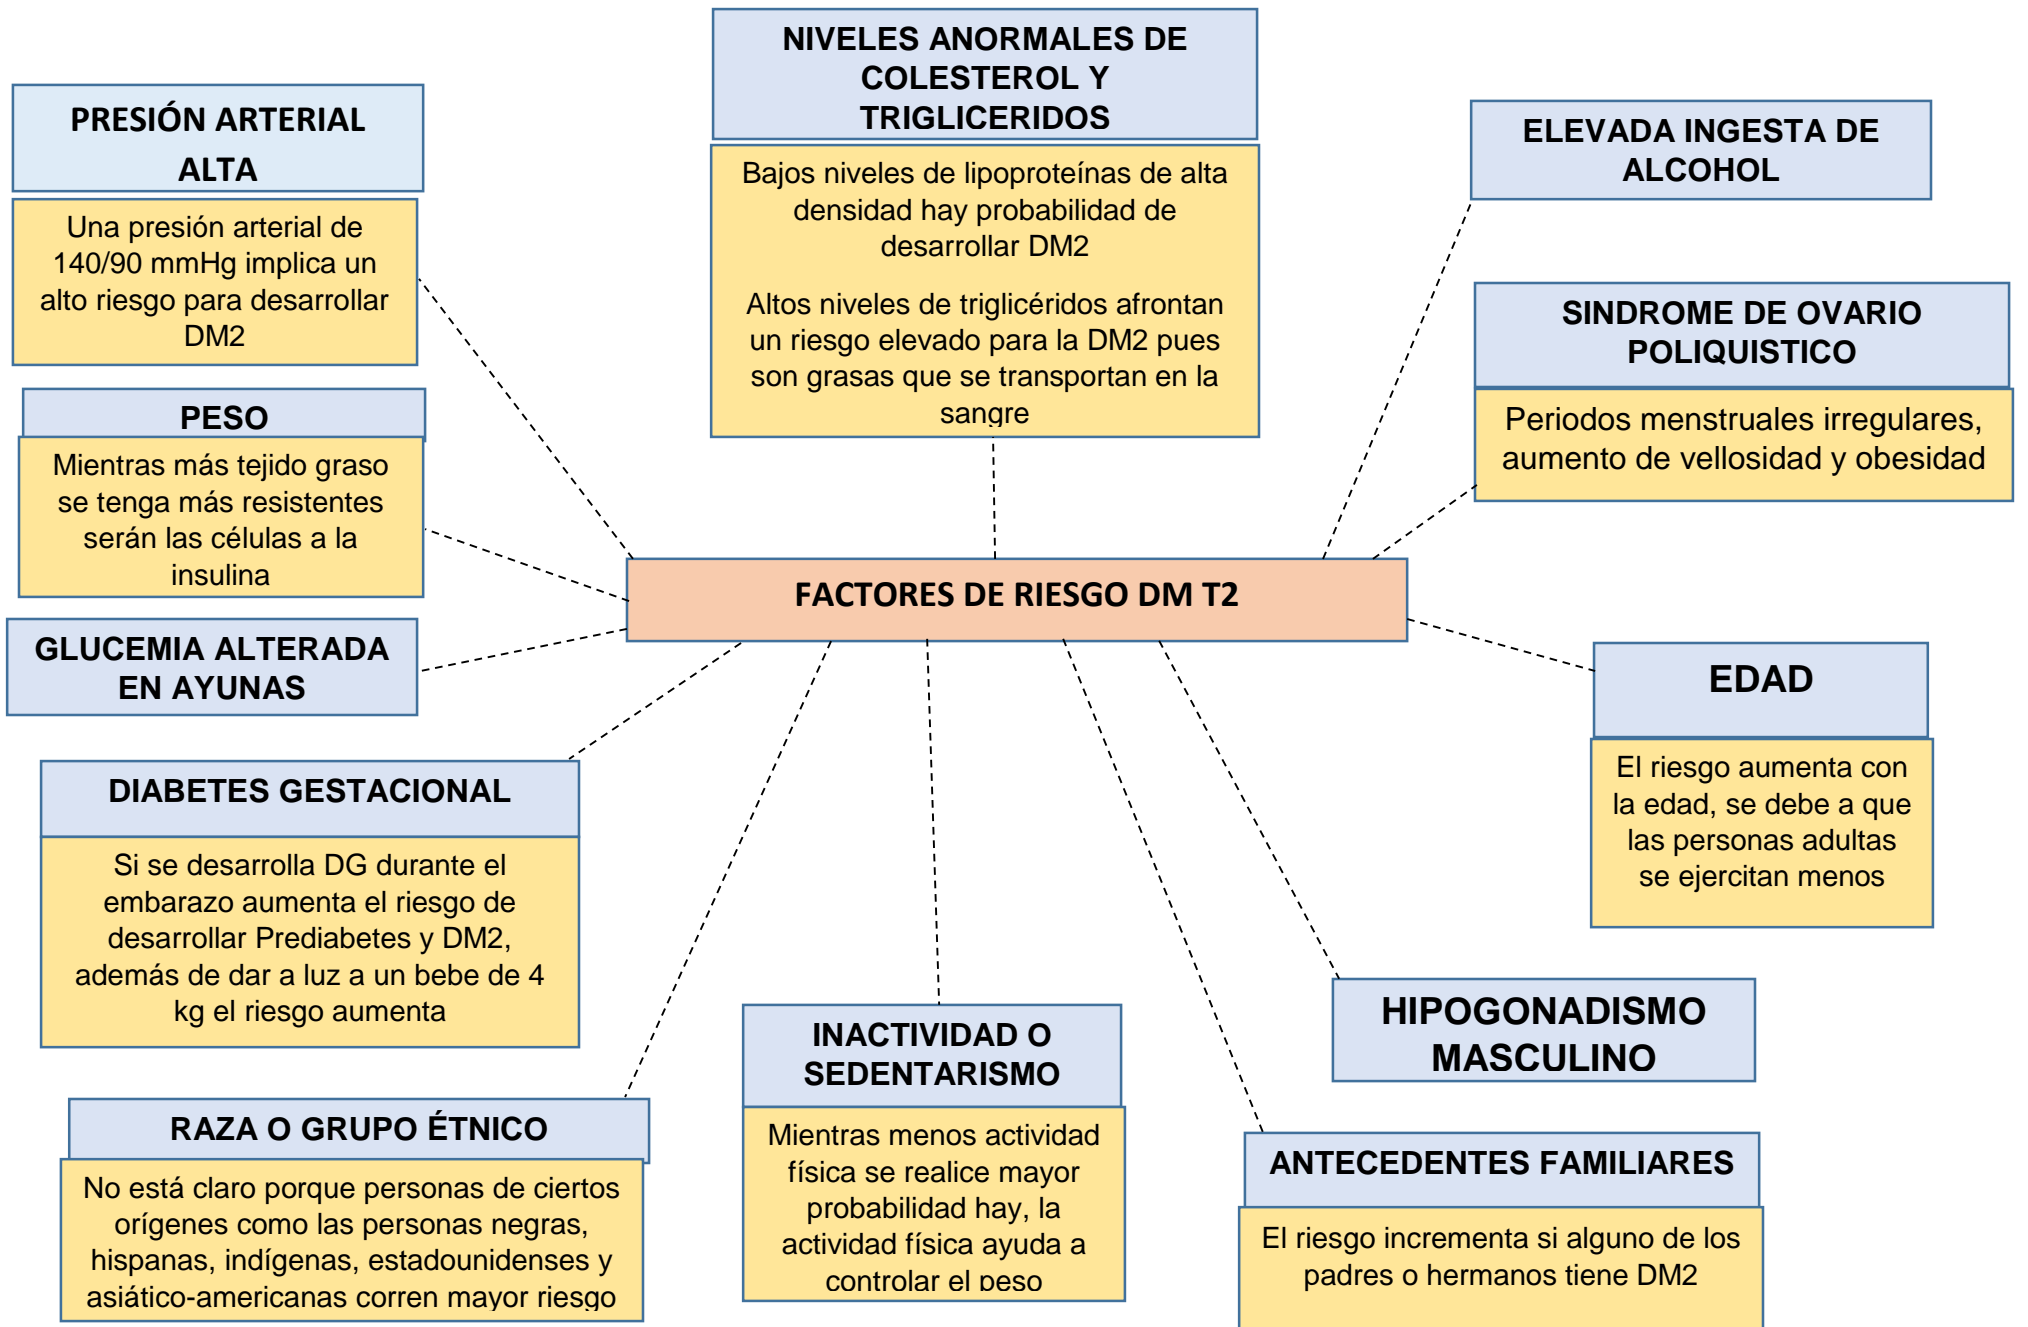 NIVELES ANORMALES DE
COLESTEROL Y
TRIGLICERIDOS
Bajos niveles de lipoproteínas de alta
densidad hay probabilidad de
desarrollar DM2
Altos niveles de triglicéridos afrontan
un riesgo elevado para la DM2 pues
son grasas que se transportan en la
sangre
PRESIÓN ARTERIAL
ALTA
Una presión arterial de
140/90 mmHg implica un
alto riesgo para desarrollar
DM2
ELEVADA INGESTA DE
ALCOHOL
SINDROME DE OVARIO
POLIQUISTICO
Periodos menstruales irregulares,
aumento de vellosidad y obesidad
PESO
Mientras más tejido graso
se tenga más resistentes
serán las células a la
insulina
FACTORES DE RIESGO DM T2
GLUCEMIA ALTERADA
EN AYUNAS
EDAD
El riesgo aumenta con
la edad, se debe a que
las personas adultas
se ejercitan menos
DIABETES GESTACIONAL
Si se desarrolla DG durante el
embarazo aumenta el riesgo de
desarrollar Prediabetes y DM2,
además de dar a luz a un bebe de 4
kg el riesgo aumenta
HIPOGONADISMO
MASCULINO
INACTIVIDAD O
SEDENTARISMO
Mientras menos actividad
física se realice mayor
probabilidad hay, la
actividad física ayuda a
controlar el peso
RAZA O GRUPO ÉTNICO
No está claro porque personas de ciertos
orígenes como las personas negras,
hispanas, indígenas, estadounidenses y
asiático-americanas corren mayor riesgo
ANTECEDENTES FAMILIARES
El riesgo incrementa si alguno de los
padres o hermanos tiene DM2